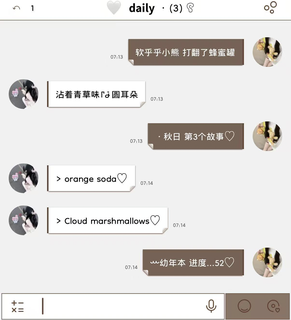 1 daily · (3)
软乎乎小熊 打翻了蜂蜜罐
07:13
沾着青草味 圆耳朵
07:13
· 秋日 第3个故事♡
07:13
> orange soda♡
07:14
> Cloud marshmallows♡
07:14
幼年本 进度...52♡
07:14